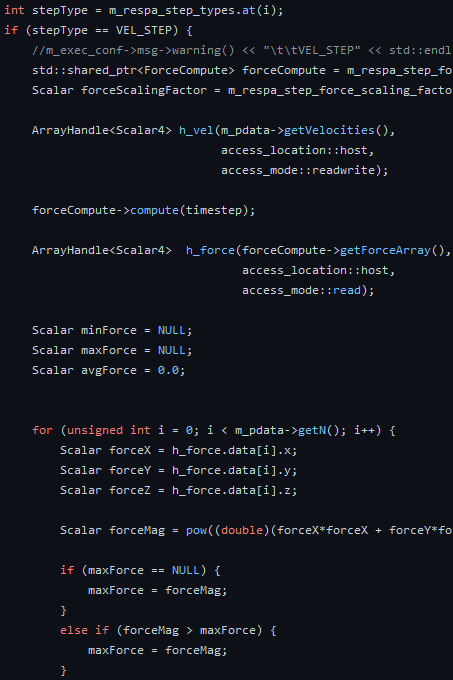 int stepType = m_respa_step_types.at(i);
if (stepType == VEL_STEP) {
//m_exec_conf->msg->warning() << "\t\tVEL_STEP" << std::endl
std::shared_ptr<ForceCompute> forceCompute = m_respa_step_fo
Scalar forceScalingFactor = m_respa_step_force_scaling_facto
ArrayHandle<Scalar4> h_vel(m_pdata->getVelocities(),
access_location::host,
access_mode::readwrite);
forceCompute->compute(timestep);
ArrayHandle<Scalar4>  h_force(forceCompute->getForceArray(),
access_location::host,
access_mode::read);
Scalar minForce = NULL;
Scalar maxForce = NULL;
Scalar avgForce = 0.0;
for (unsigned int i = 0; i < m_pdata->getN(); i++) {
Scalar forceX = h_force.data[i].x;
Scalar forceY = h_force.data[i].y;
Scalar forceZ = h_force.data[i].z;
Scalar forceMag = pow((double)(forceX*forceX + forceY*fo
if (maxForce == NULL) {
maxForce = forceMag;
}
else if (forceMag > maxForce) {
maxForce = forceMag;
}